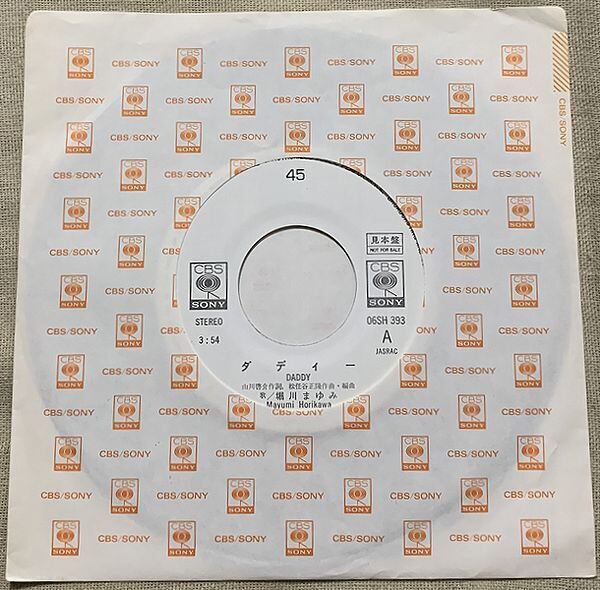 45
見本盤
NOT FOR SALE
CBS
SONY
CBS
SONY
STEREO
06SH 393
3:54
A
JASRAC
ダディー
DADDY
山川啓介作詞, 松任谷正隆作曲・編曲
歌/堀川まゆみ
Mayumi Horikawa
CBS/SONY